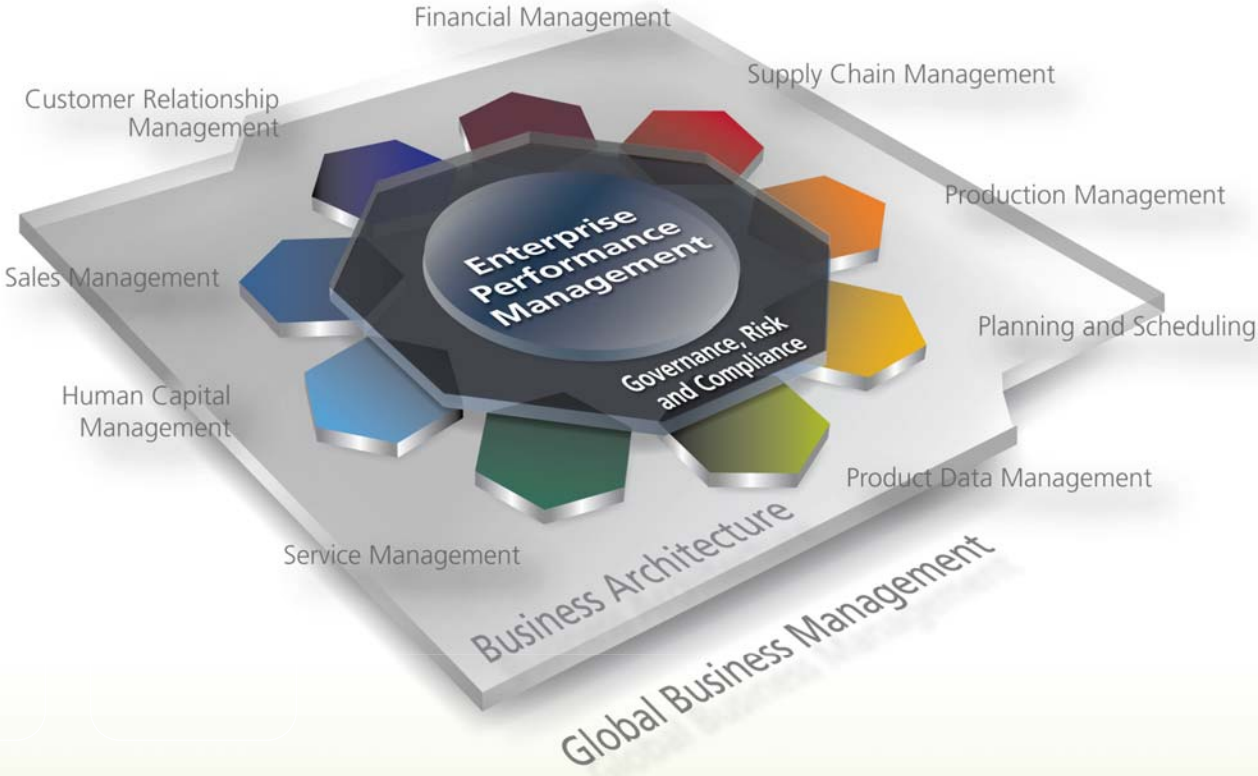 Financial Management
Supply Chain Management
Customer Relationship
Management
Production Management
Enterprise
Performance
Management
Sales Management
Planning and Scheduling
Governance, Risk
and Compliance
Human Capital
Management
Product Data Management
Service Management
Business Architecture
Global Business Management